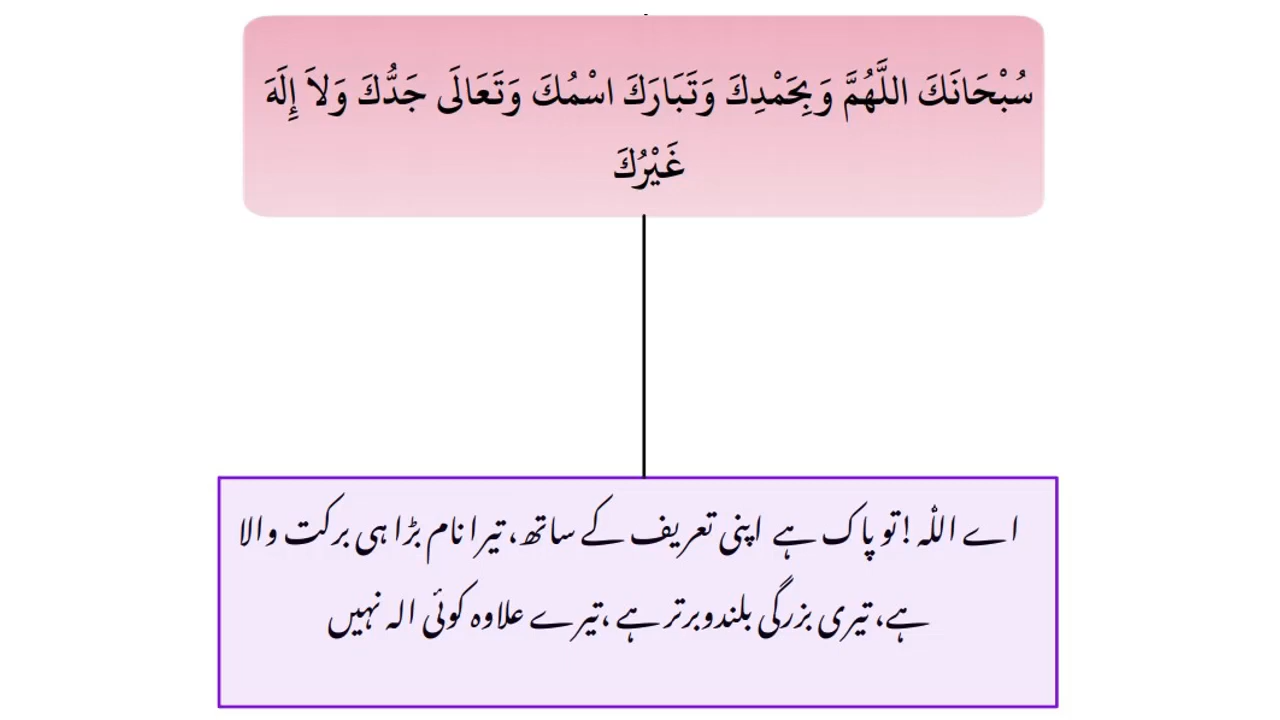 سُبْحَانَكَ اللَّهُمَّ وَبِحَمْدِكَ وَتَبَارَكَ اسْمُكَ وَتَعَالَى جَدُّكَ وَلاَ إِلَهَ
غَيْرُكَ
اے اللہ! تو پاک ہے اپنی تعریف کے ساتھ، تیرا نام بڑا ہی برکت والا
ہے، تیری بزرگی بلند و برتر ہے، تیرے علاوہ کوئی الہ نہیں